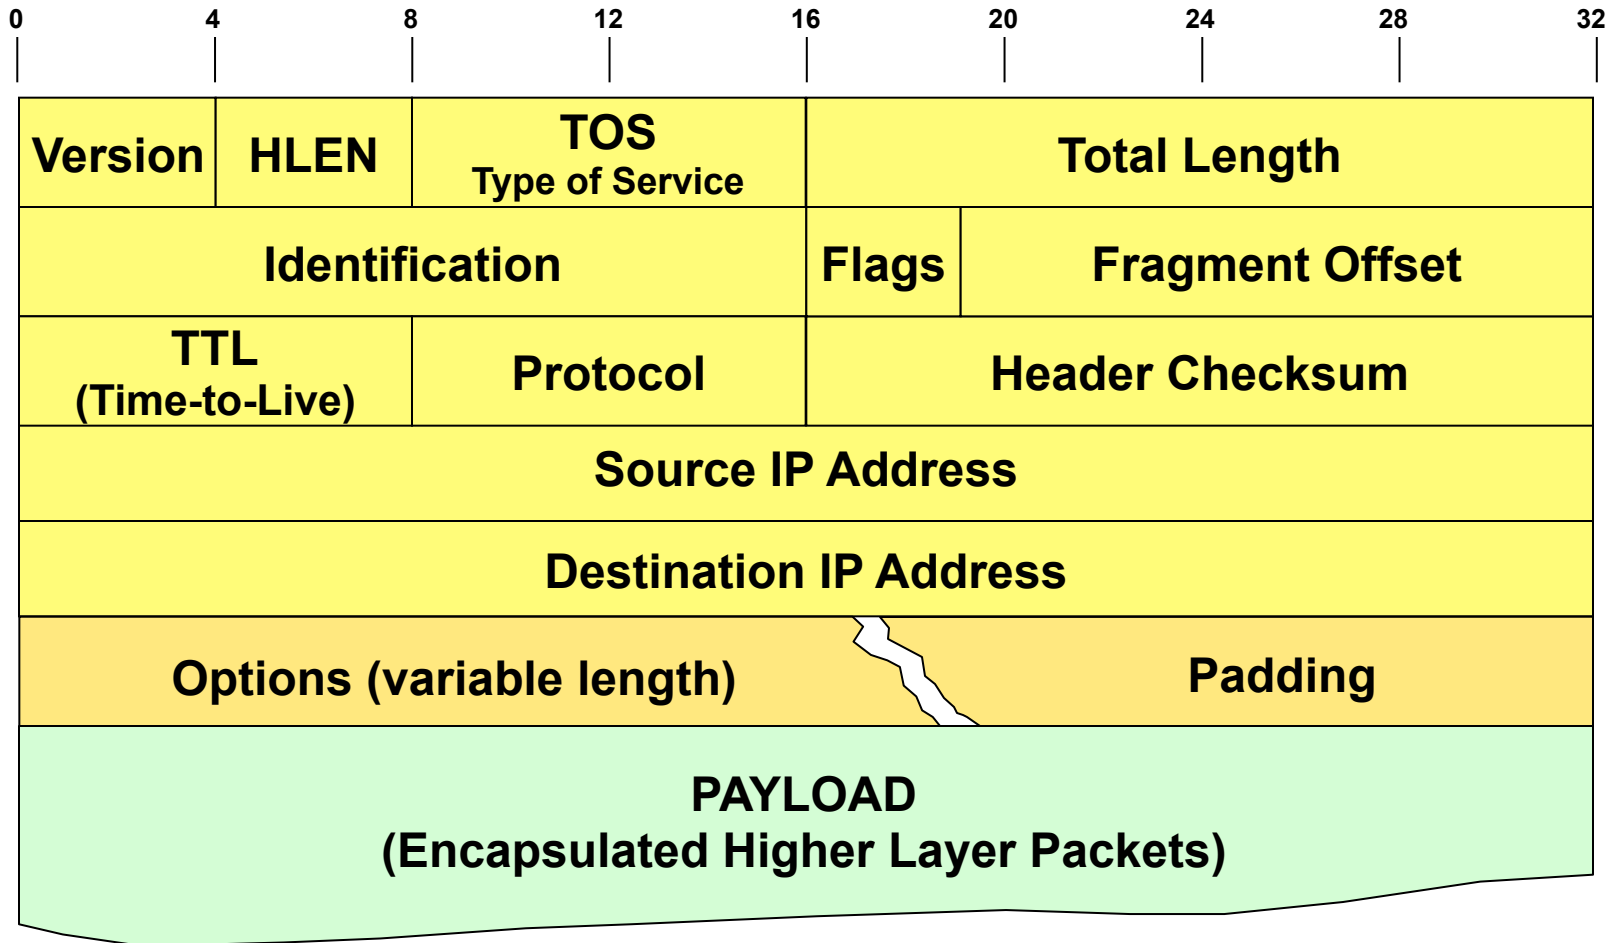 0 4 8 12 16 20 24 28 32
Version HLEN TOS Total Length
Type of Service
Identification Flags Fragment Offset
TTL Protocol Header Checksum
(Time-to-Live)
Source IP Address
Destination IP Address
Options (variable length) Padding
PAYLOAD
(Encapsulated Higher Layer Packets)